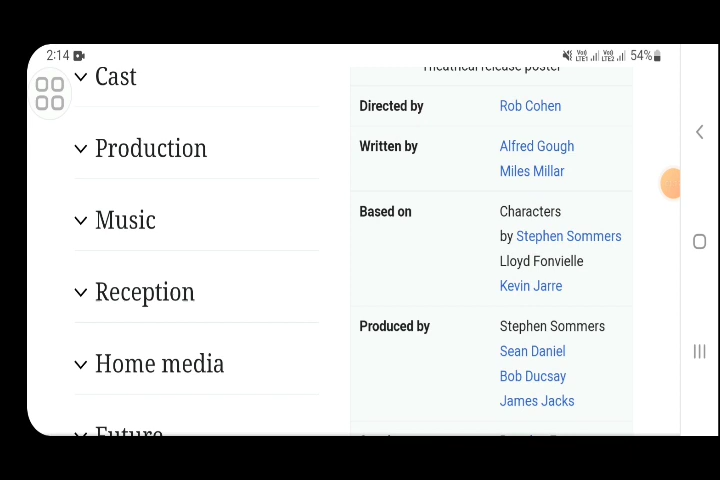 2:14
LTE1 LTE2 54%
Cast
Production
Music
Reception
Home media
Future
Theatrical release poster
Directed by Rob Cohen
Written by Alfred Gough
Miles Millar
Based on Characters
by Stephen Sommers
Lloyd Fonvielle
Kevin Jarre
Produced by Stephen Sommers
Sean Daniel
Bob Ducsay
James Jacks